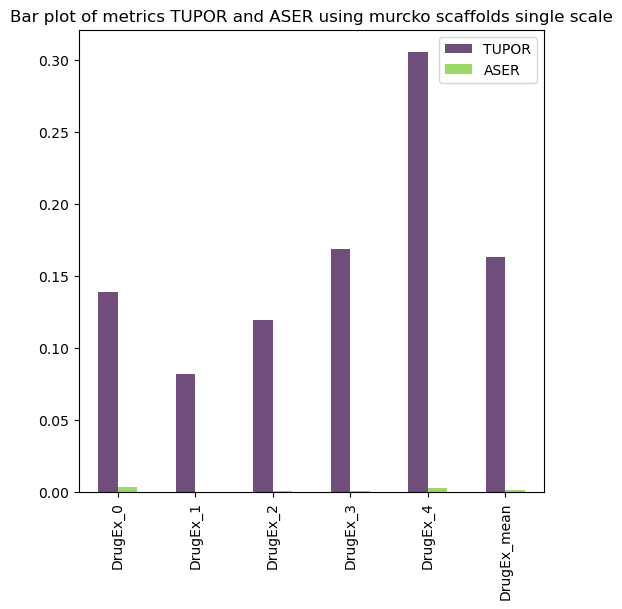 Bar plot of metrics TUPOR and ASER using murcko scaffolds single scale
TUPOR
ASER
0.30
0.25
0.20
0.15
0.10
0.05
0.00
DrugEx_0
DrugEx_1
DrugEx_2
DrugEx_3
DrugEx_4
DrugEx_mean